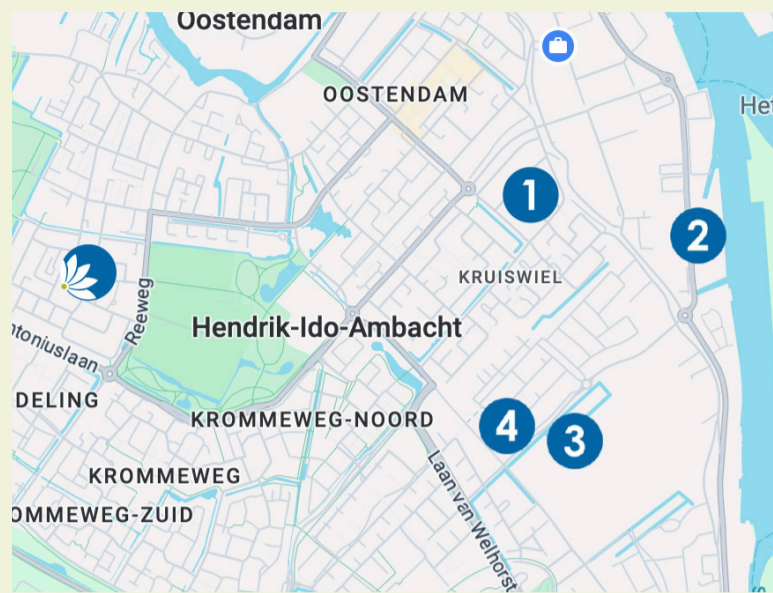 Oostendam
OOSTENDAM
Het
1
2
KRUISWIEL
Reeweg
Hendrik-Ido-Ambacht
ntoniuslaan
DELING
KROMMEWEG-NOORD
4
3
KROMMEWEG
Laan van Welhorst
OMMEWEG-ZUID